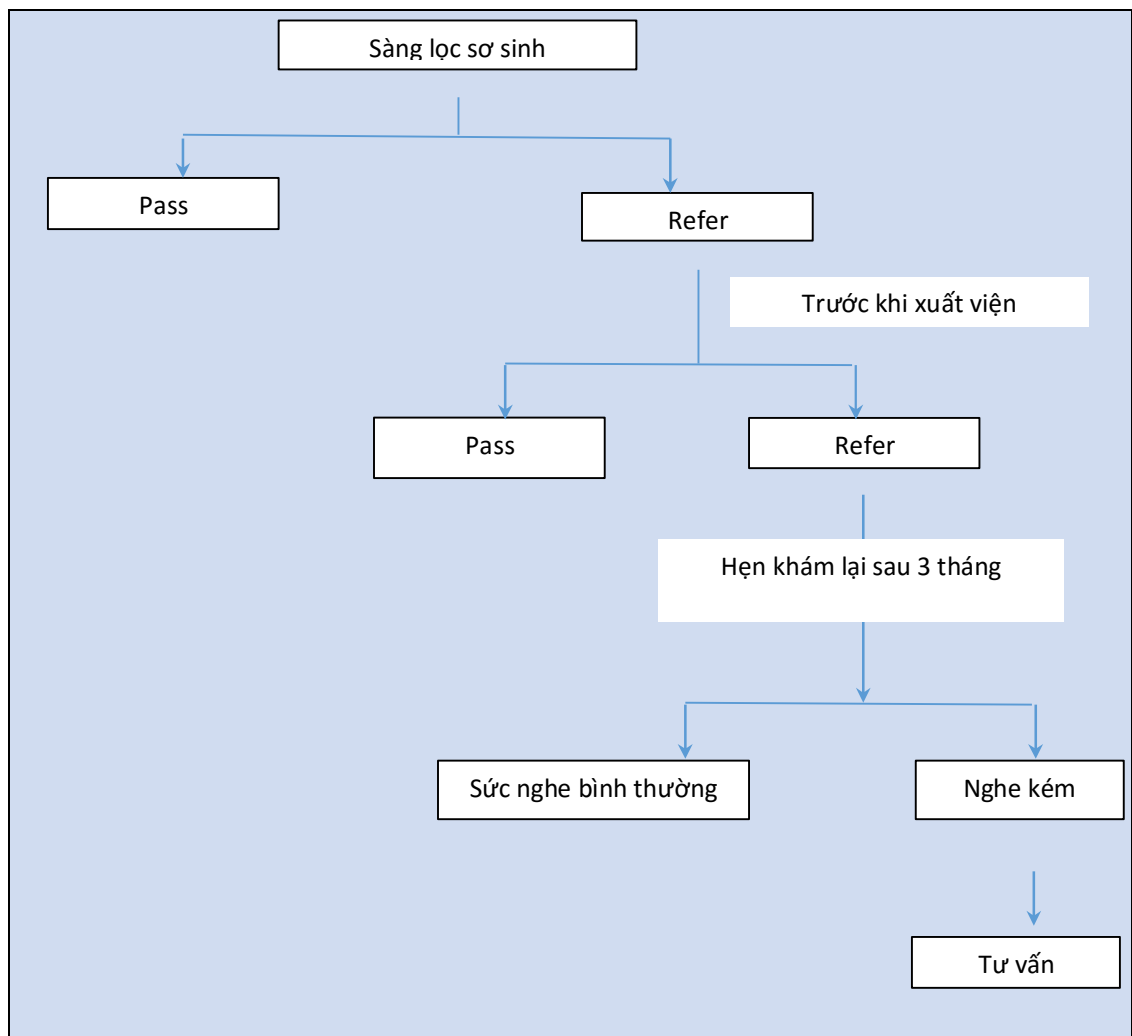 Sàng lọc sơ sinh
Pass
Refer
Trước khi xuất viện
Pass
Refer
Hẹn khám lại sau 3 tháng
Sức nghe bình thường
Nghe kém
Tư vấn